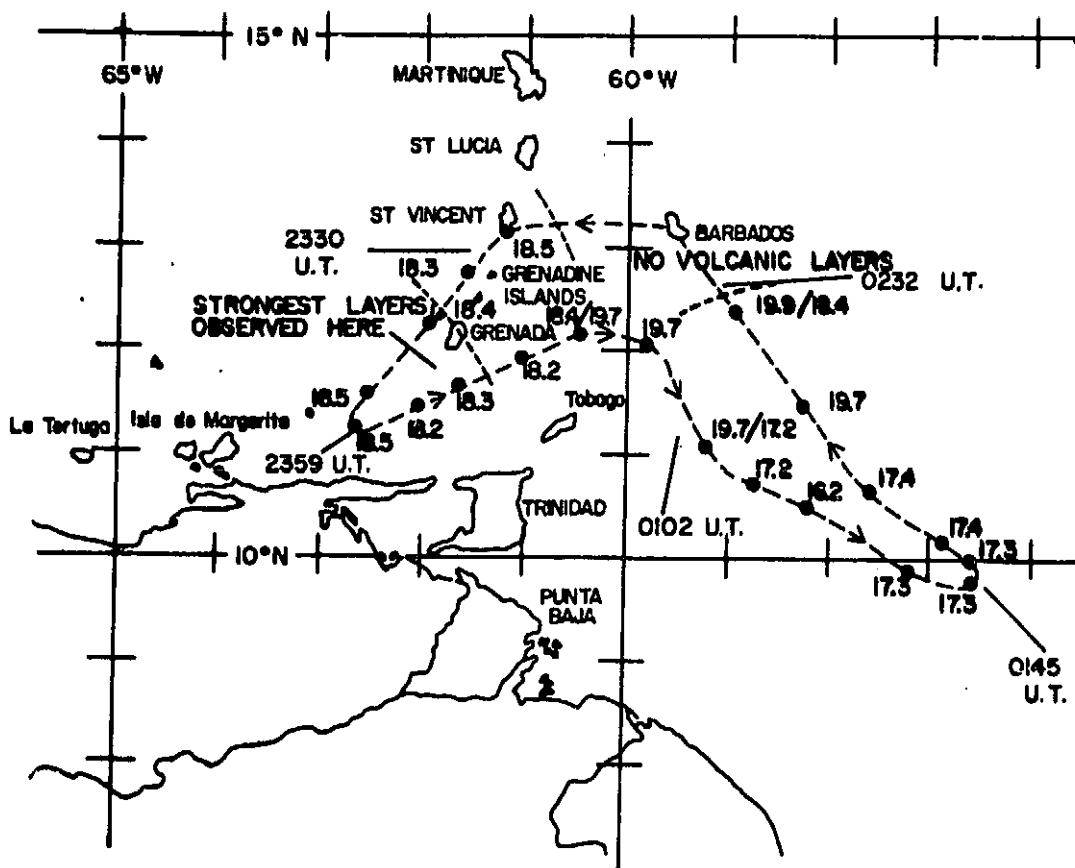 15° N
65° W
60° W
MARTINIQUE
ST LUCIA
ST VINCENT
BARBADOS
2330
U.T.
18.5
NO VOLCANIC LAYERS
18.3
GRENADINE
ISLANDS
0232 U.T.
STRONGEST LAYERS
OBSERVED HERE
18.4
18.4/19.7
19.9/18.4
GRENADA
19.7
18.2
18.5
18.3
Tobago
19.7
La Tortuga
Isla de Margarita
18.2
18.5
19.7/17.2
2359 U.T.
17.2
17.4
16.2
TRINIDAD
0102 U.T.
17.4
10° N
17.3
17.3
17.3
PUNTA
BAJA
0145
U.T.